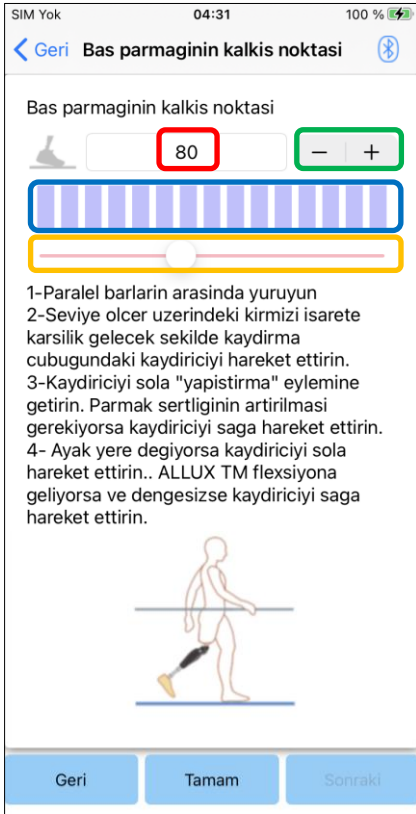 SIM Yok 04:31 100 %
Geri Bas parmaginin kalkis noktasi
Bas parmaginin kalkis noktasi
80 − +
1-Paralel barlarin arasinda yuruyun
2-Seviye olcer uzerindeki kirmizi isarete
karsilik gelecek sekilde kaydirma
cubugundaki kaydiriciyi hareket ettirin.
3-Kaydiriciyi sola "yapistirma" eylemine
getirin. Parmak sertliginin artirilmasi
gerekiyorsa kaydiriciyi saga hareket ettirin.
4- Ayak yere degiyorsa kaydiriciyi sola
hareket ettirin.. ALLUX TM flexsiyona
geliyorsa ve dengesizse kaydiriciyi saga
hareket ettirin.
Geri Tamam Sonraki